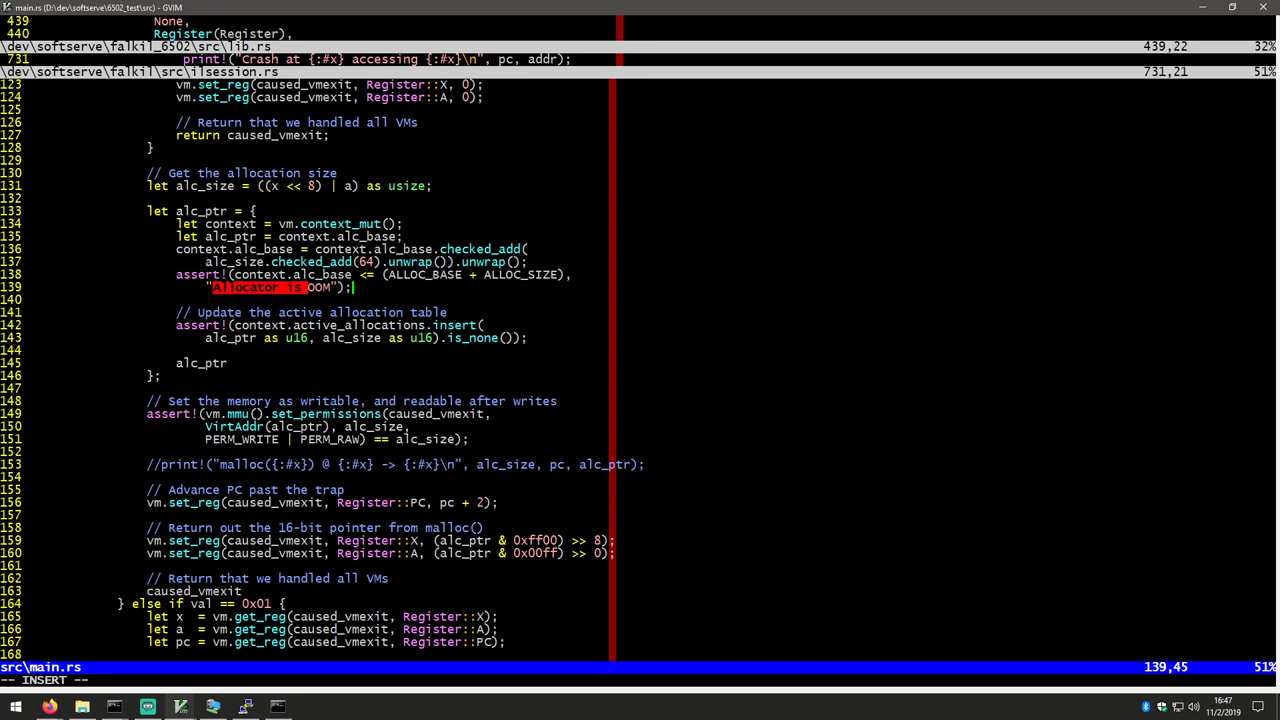 main.rs (D:\dev\softserve\6502_test\src) - GVIM
439                     None,
440                     Register(Register),
\dev\softserve\falkil_6502\src\lib.rs 439,22 32%
731                         print!("Crash at {:#x} accessing {:#x}\n", pc, addr);
\dev\softserve\falkil\src\ilsession.rs 731,21 51%
123                     vm.set_reg(caused_vmexit, Register::X, 0);
124                     vm.set_reg(caused_vmexit, Register::A, 0);
125
126                     // Return that we handled all VMs
127                     return caused_vmexit;
128                 }
129
130                 // Get the allocation size
131                 let alc_size = ((x << 8) | a) as usize;
132
133                 let alc_ptr = {
134                     let context = vm.context_mut();
135                     let alc_ptr = context.alc_base;
136                     context.alc_base = context.alc_base.checked_add(
137                         alc_size.checked_add(64).unwrap()).unwrap();
138                     assert!(context.alc_base <= (ALLOC_BASE + ALLOC_SIZE),
139                         "Allocator is OOM");
140
141                     // Update the active allocation table
142                     assert!(context.active_allocations.insert(
143                         alc_ptr as u16, alc_size as u16).is_none());
144
145                     alc_ptr
146                 };
147
148                 // Set the memory as writable, and readable after writes
149                 assert!(vm.mmu().set_permissions(caused_vmexit,
150                         VirtAddr(alc_ptr), alc_size,
151                         PERM_WRITE | PERM_RAW) == alc_size);
152
153                 //print!("malloc({:#x}) @ {:#x} -> {:#x}\n", alc_size, pc, alc_ptr);
154
155                 // Advance PC past the trap
156                 vm.set_reg(caused_vmexit, Register::PC, pc + 2);
157
158                 // Return out the 16-bit pointer from malloc()
159                 vm.set_reg(caused_vmexit, Register::X, (alc_ptr & 0xff00) >> 8);
160                 vm.set_reg(caused_vmexit, Register::A, (alc_ptr & 0x00ff) >> 0);
161
162                 // Return that we handled all VMs
163                 caused_vmexit
164             } else if val == 0x01 {
165                 let x  = vm.get_reg(caused_vmexit, Register::X);
166                 let a  = vm.get_reg(caused_vmexit, Register::A);
167                 let pc = vm.get_reg(caused_vmexit, Register::PC);
168
src\main.rs 139,45 51%
-- INSERT --
16:47
11/2/2019